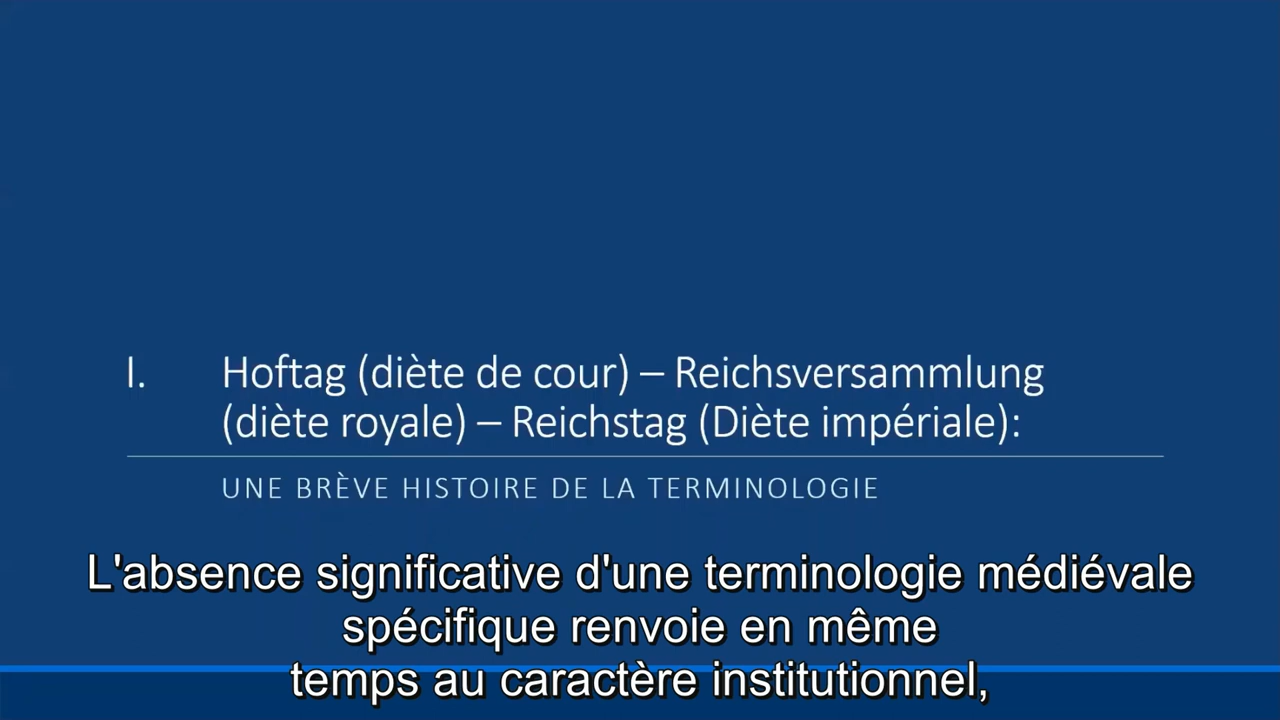 I. Hoftag (diète de cour) – Reichsversammlung
(diète royale) – Reichstag (Diète impériale):
UNE BRÈVE HISTOIRE DE LA TERMINOLOGIE
L'absence significative d'une terminologie médiévale
spécifique renvoie en même
temps au caractère institutionnel,